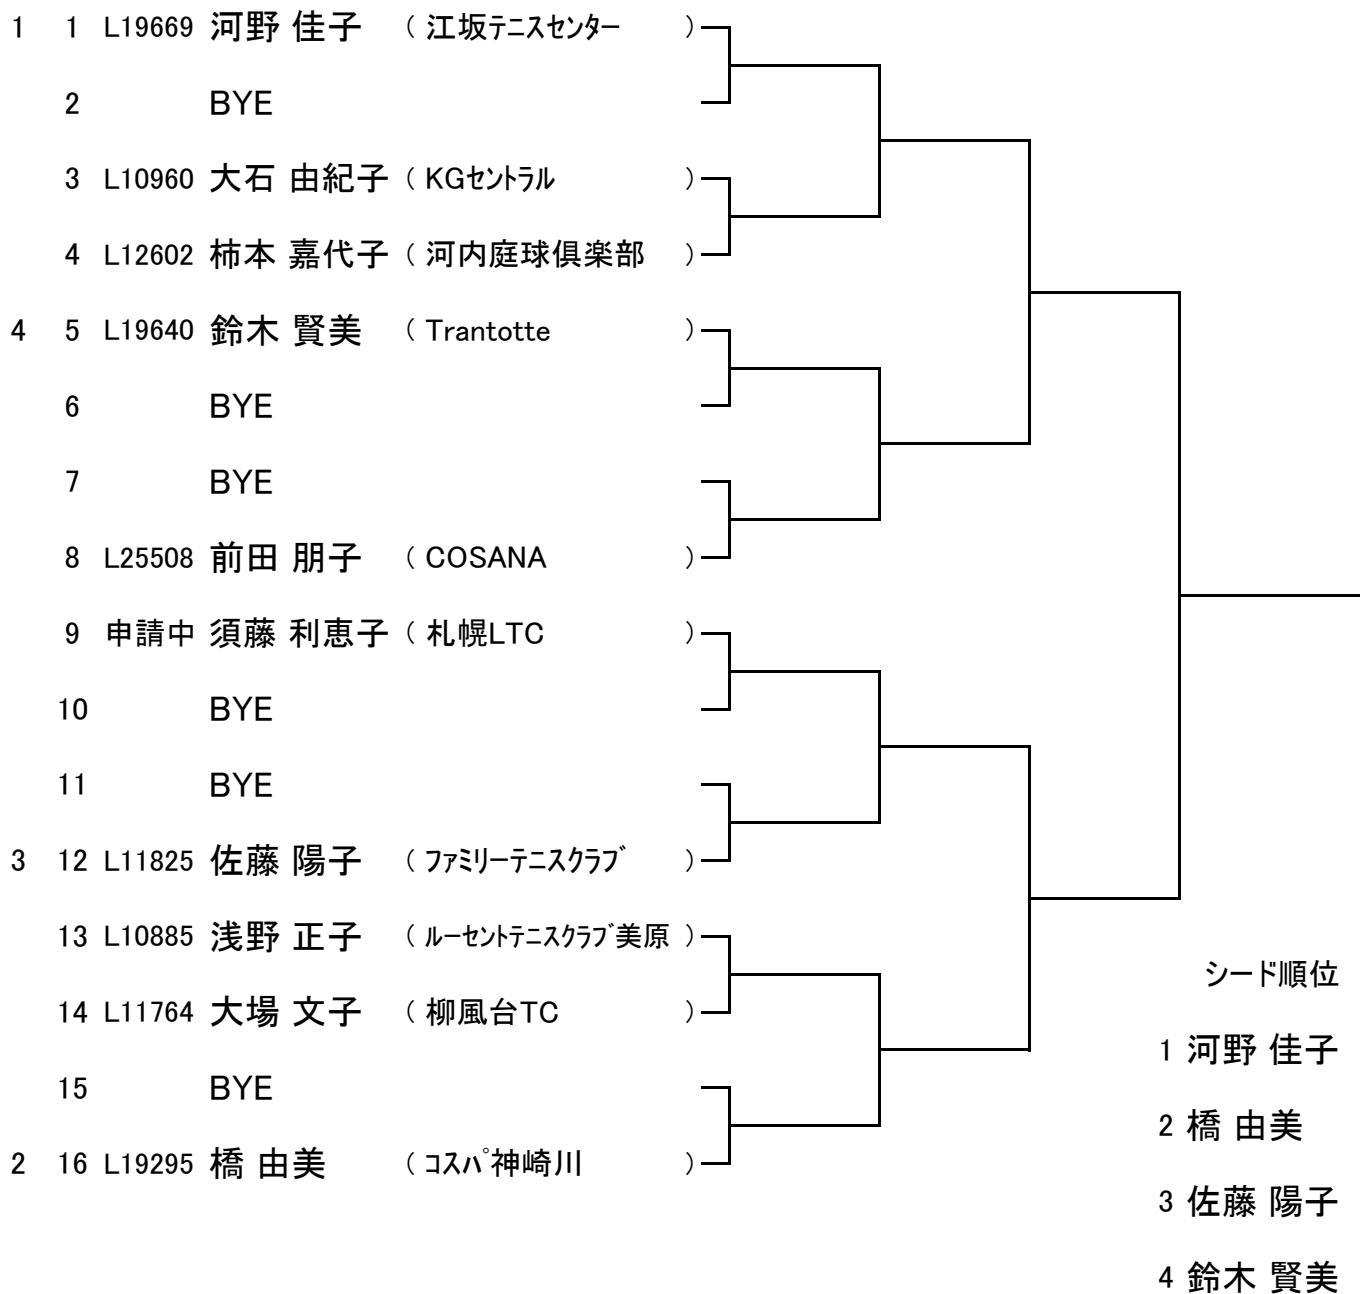 1 1 L19669 河野 佳子 ( 江坂テニスセンター )
2 BYE
3 L10960 大石 由紀子 ( KGセントラル )
4 L12602 柿本 嘉代子 ( 河内庭球倶楽部 )
4 5 L19640 鈴木 賢美 ( Trantotte )
6 BYE
7 BYE
8 L25508 前田 朋子 ( COSANA )
9 申請中 須藤 利恵子 ( 札幌LTC )
10 BYE
11 BYE
3 12 L11825 佐藤 陽子 ( ファミリーテニスクラブ )
13 L10885 浅野 正子 ( ルーセントテニスクラブ美原 )
14 L11764 大場 文子 ( 柳風台TC )
15 BYE
2 16 L19295 橋 由美 ( コスパ神崎川 )
シード順位
1 河野 佳子
2 橋 由美
3 佐藤 陽子
4 鈴木 賢美